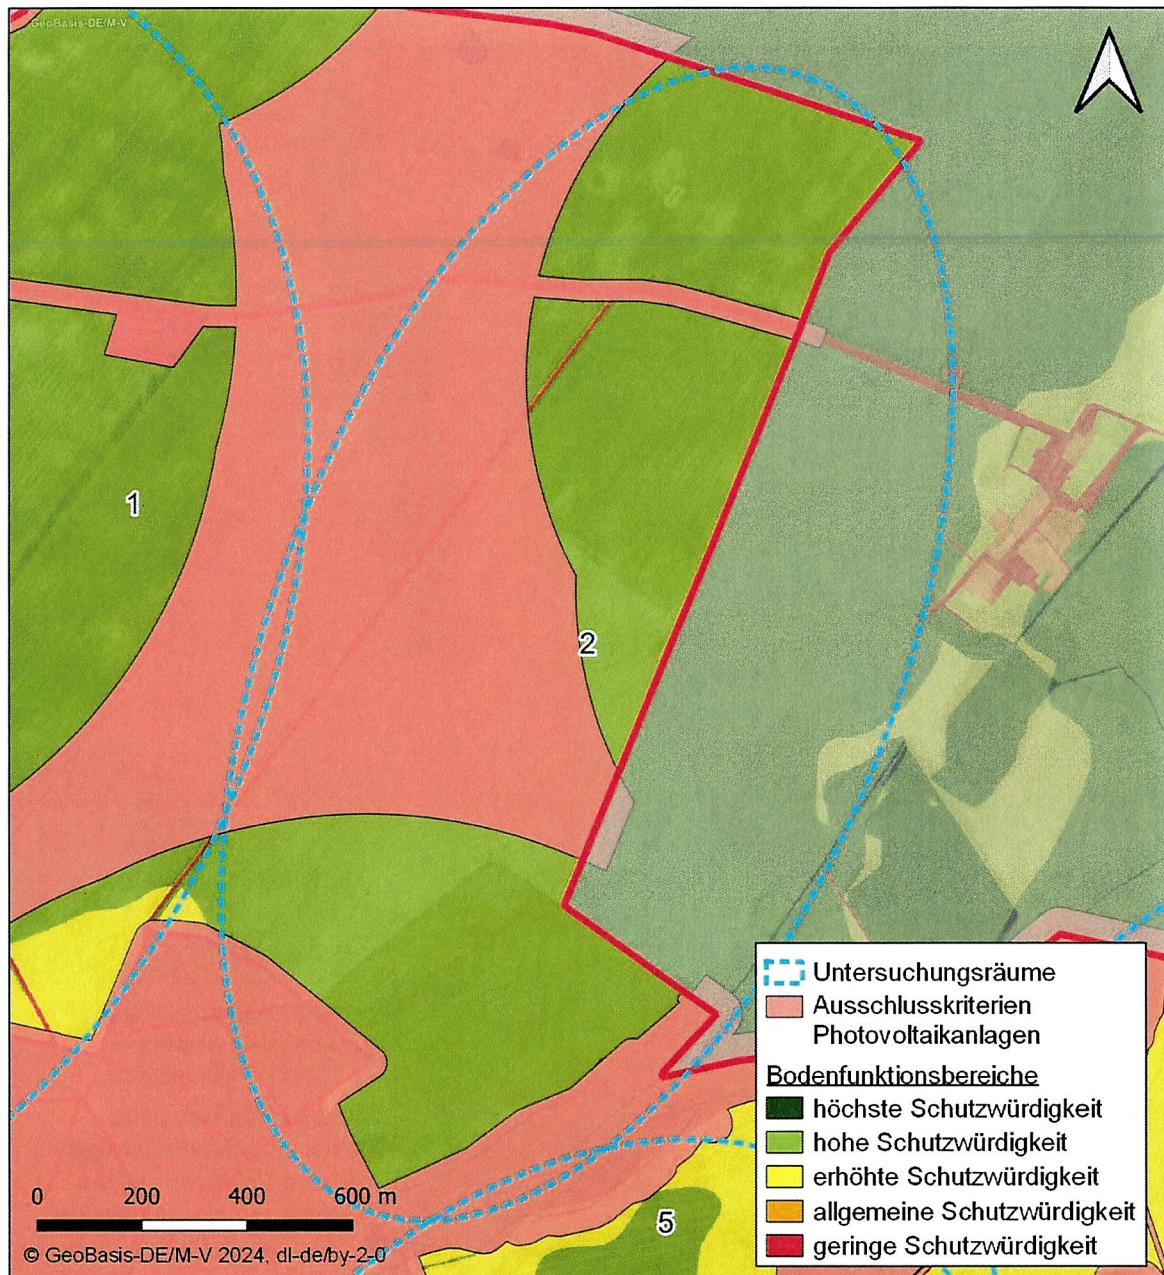 GeoBasis-DE/M-V
1
2
Untersuchungsräume
Ausschlusskriterien
Photovoltaikanlagen
Bodenfunktionsbereiche
höchste Schutzwürdigkeit
hohe Schutzwürdigkeit
erhöhte Schutzwürdigkeit
allgemeine Schutzwürdigkeit
geringe Schutzwürdigkeit
0 200 400 600 m
5
© GeoBasis-DE/M-V 2024, dl-de/by-2-0